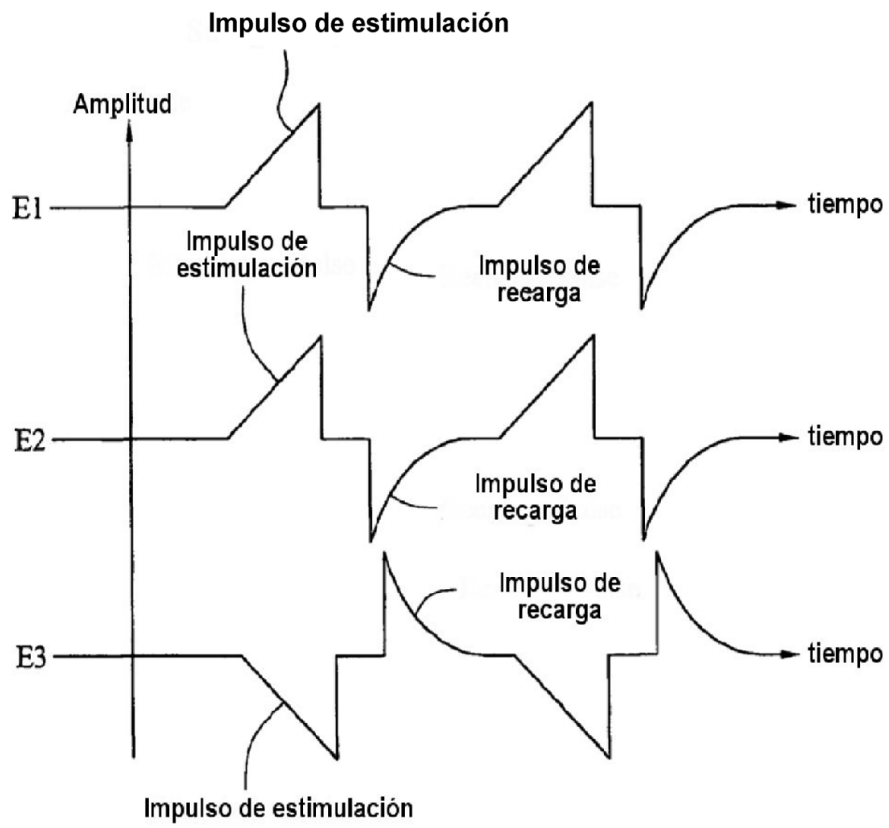 Impulso de estimulación
Amplitud
E1
tiempo
Impulso de
estimulación
Impulso de
reearga
E2
tiempo
Impulso de
recarga
Impulso de
recarga
E3
tiempo
Impulso de estimulación